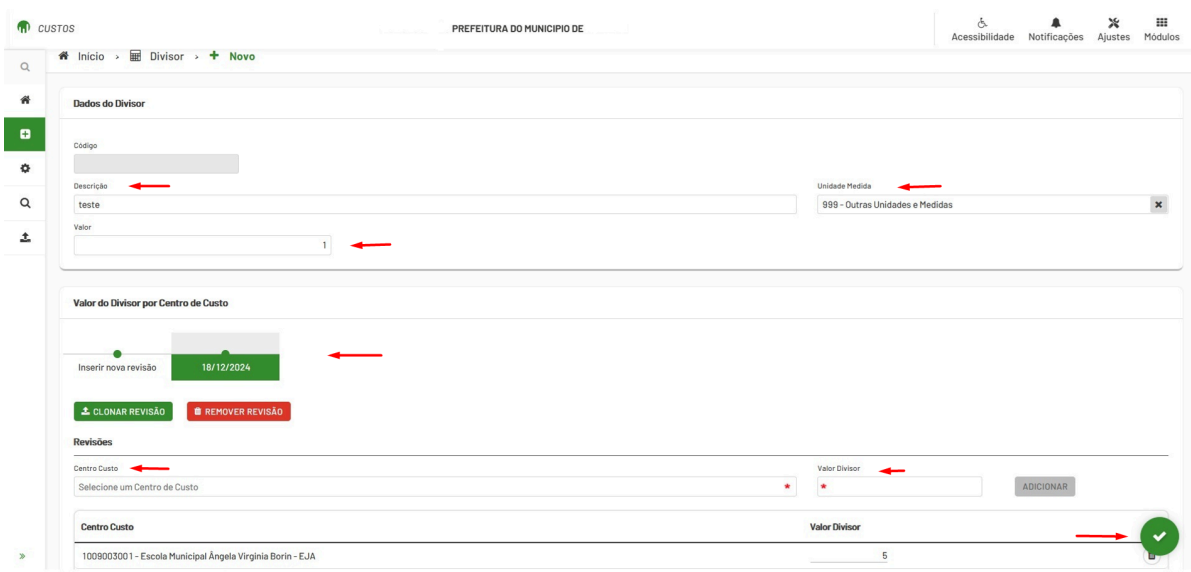 CUSTOS
PREFEITURA DO MUNICIPIO DE
Acessibilidade Notificações Ajustes Módulos
Início › Divisor › + Novo
Dados do Divisor
Código
Descrição
Unidade Medida
teste
999 - Outras Unidades e Medidas
Valor
1
Valor do Divisor por Centro de Custo
Inserir nova revisão
18/12/2024
CLONAR REVISÃO
REMOVER REVISÃO
Revisões
Centro Custo
Valor Divisor
Selecione um Centro de Custo *
*
ADICIONAR
Centro Custo
Valor Divisor
1009003001 - Escola Municipal Ângela Virginia Borin - EJA
5